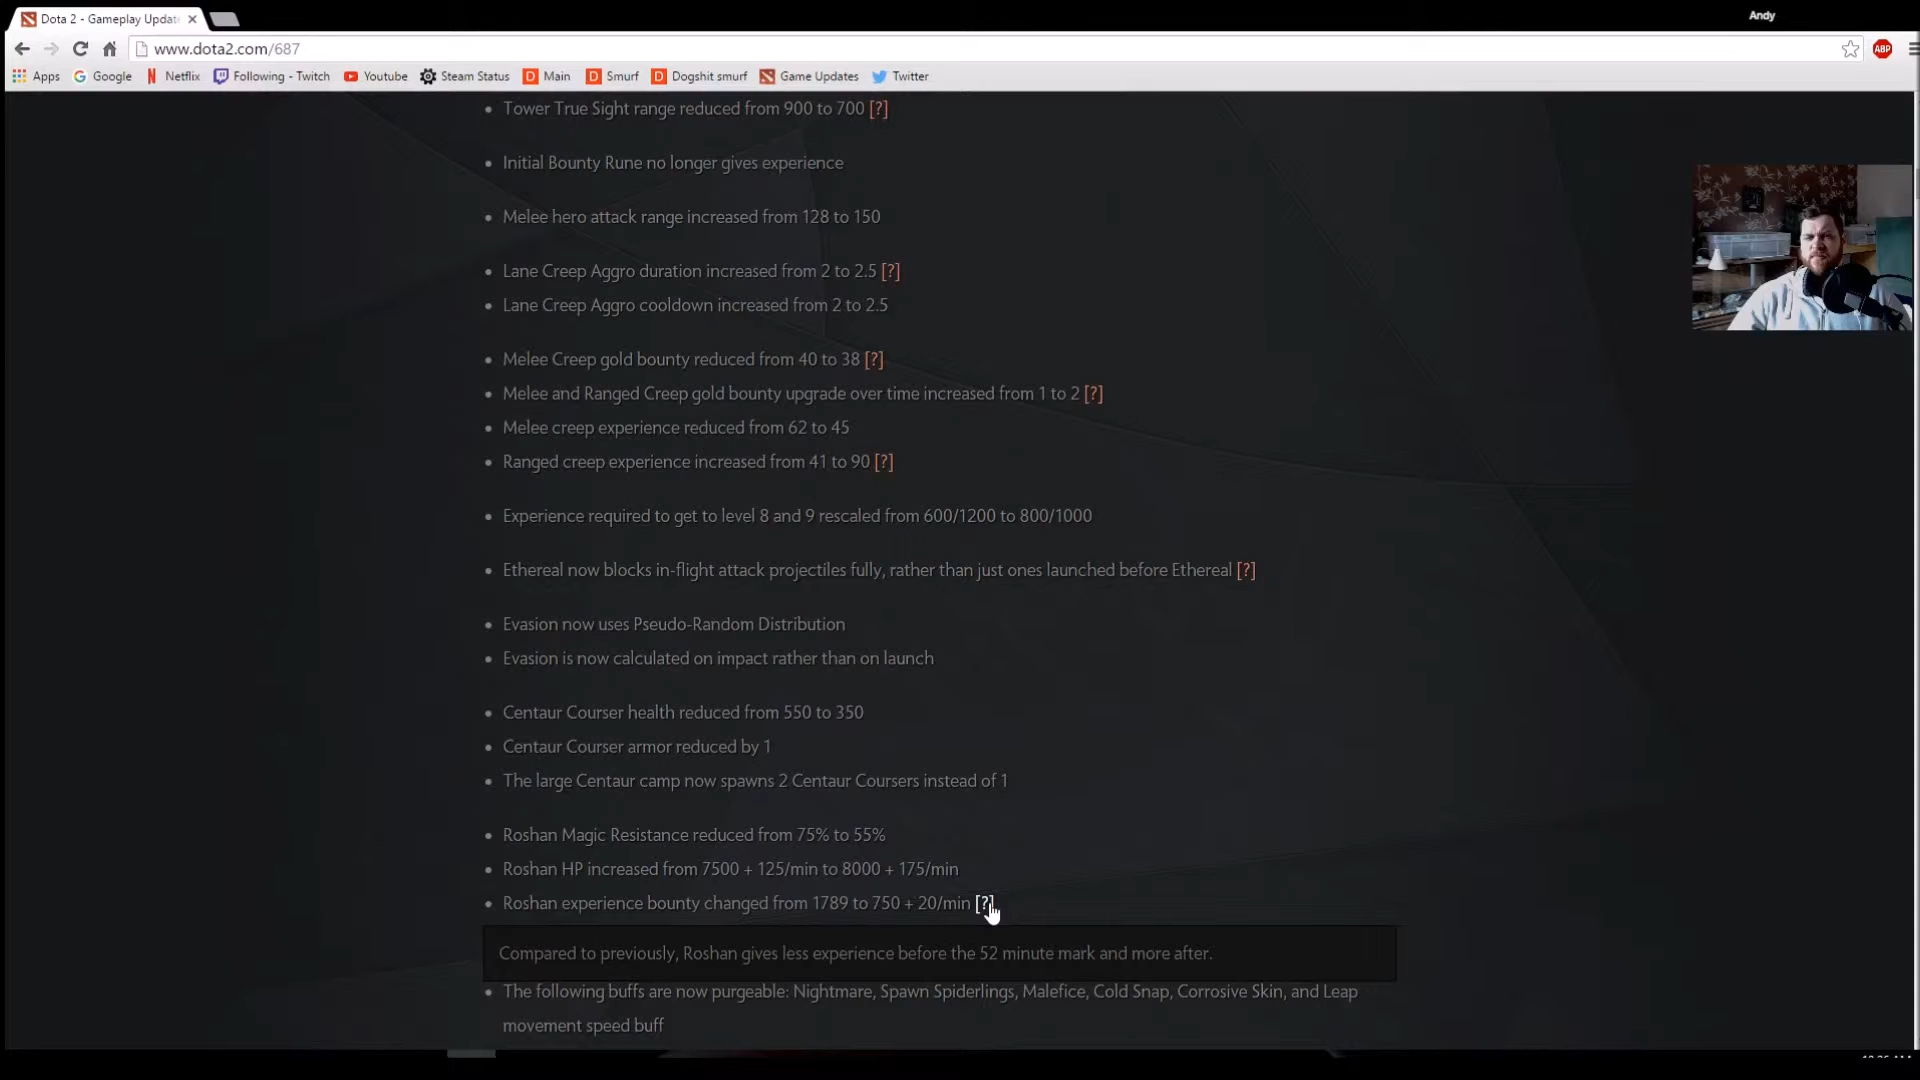 Dota 2 - Gameplay Updat
Andy
www.dota2.com/687
ABP
Apps Google Netflix Following - Twitch Youtube Steam Status Main Smurf Dogshit smurf Game Updates Twitter
Tower True Sight range reduced from 900 to 700 [?]
Initial Bounty Rune no longer gives experience
Melee hero attack range increased from 128 to 150
Lane Creep Aggro duration increased from 2 to 2.5 [?]
Lane Creep Aggro cooldown increased from 2 to 2.5
Melee Creep gold bounty reduced from 40 to 38 [?]
Melee and Ranged Creep gold bounty upgrade over time increased from 1 to 2 [?]
Melee creep experience reduced from 62 to 45
Ranged creep experience increased from 41 to 90 [?]
Experience required to get to level 8 and 9 rescaled from 600/1200 to 800/1000
Ethereal now blocks in-flight attack projectiles fully, rather than just ones launched before Ethereal [?]
Evasion now uses Pseudo-Random Distribution
Evasion is now calculated on impact rather than on launch
Centaur Courser health reduced from 550 to 350
Centaur Courser armor reduced by 1
The large Centaur camp now spawns 2 Centaur Coursers instead of 1
Roshan Magic Resistance reduced from 75% to 55%
Roshan HP increased from 7500 + 125/min to 8000 + 175/min
Roshan experience bounty changed from 1789 to 750 + 20/min [?]
Compared to previously, Roshan gives less experience before the 52 minute mark and more after.
The following buffs are now purgeable: Nightmare, Spawn Spiderlings, Malefice, Cold Snap, Corrosive Skin, and Leap
movement speed buff